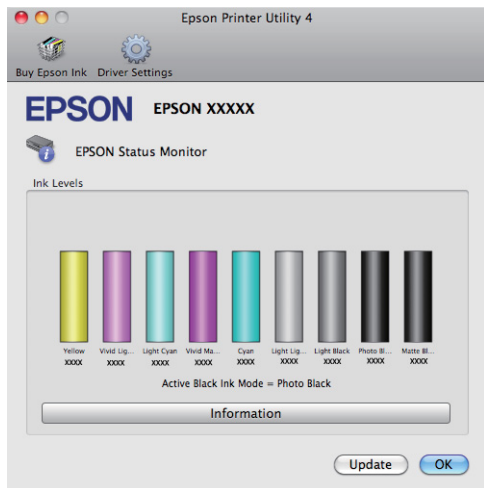 Epson Printer Utility 4
Buy Epson Ink Driver Settings
EPSON EPSON XXXXX
EPSON Status Monitor
Ink Levels
Yellow Vivid Lig... Light Cyan Vivid Ma... Cyan Light Lig... Light Black Photo Bl... Matte Bl...
XXXX XXXX XXXX XXXX XXXX XXXX XXXX XXXX XXXX
Active Black Ink Mode = Photo Black
Information
Update OK